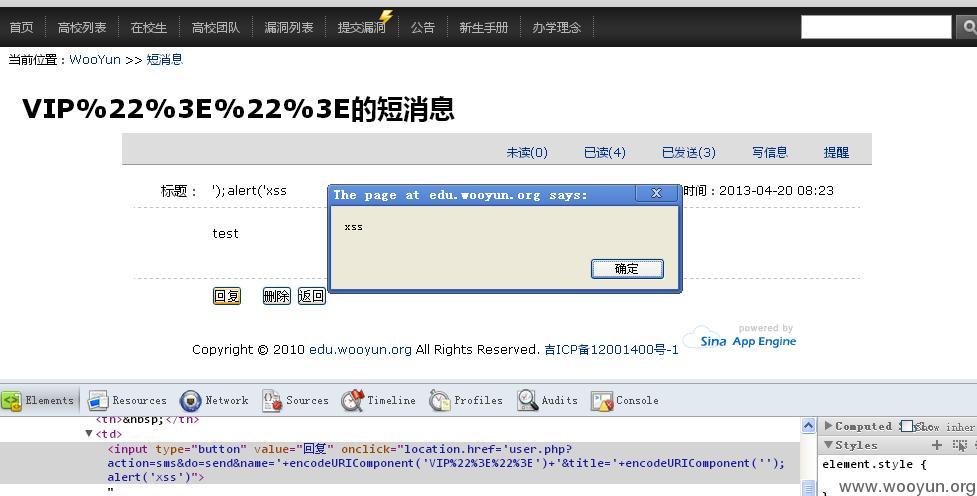 首页 高校列表 在校生 高校团队 漏洞列表 提交漏洞 公告 新生手册 办学理念
当前位置：WooYun >> 短消息
VIP%22%3E%22%3E的短消息
未读(0) 已读(4) 已发送(3) 写信息 提醒
标题： ');alert('xss 时间：2013-04-20 08:23
The page at edu.wooyun.org says:
xss
确定
test
回复 删除 返回
powered by
Sina App Engine
Copyright © 2010 edu.wooyun.org All Rights Reserved. 吉ICP备12001400号-1
Elements Resources Network Sources Timeline Profiles Audits Console
<th>&nbsp;</th>
▼<td>
<input type="button" value="回复" onclick="location.href='user.php?
action=sms&do=send&name='+encodeURIComponent('VIP%22%3E%22%3E')+'&title='+encodeURIComponent('');
alert('xss')">
"
▶Computed Style Show inher
▼Styles
element.style {
}
www.wooyun.org